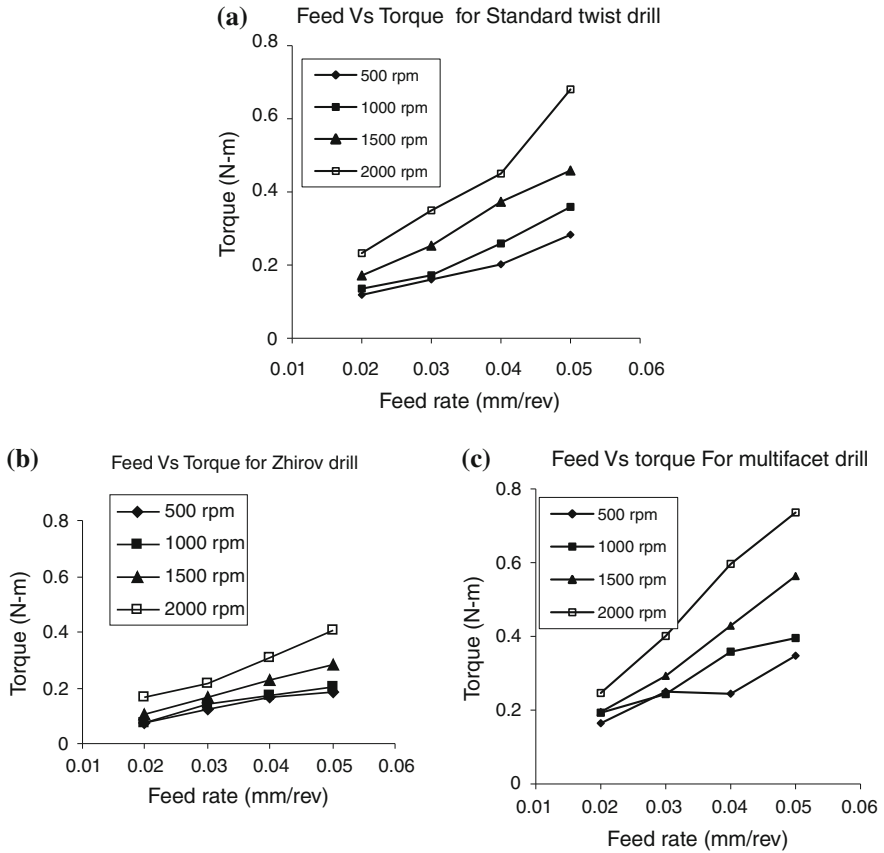 (a) Feed Vs Torque for Standard twist drill
0.8
0.6
0.4
0.2
0
Torque (N-m)
500 rpm
1000 rpm
1500 rpm
2000 rpm
0.01 0.02 0.03 0.04 0.05 0.06
Feed rate (mm/rev)
(b) Feed Vs Torque for Zhirov drill
0.8
0.6
0.4
0.2
0
Torque (N-m)
500 rpm
1000 rpm
1500 rpm
2000 rpm
0.01 0.02 0.03 0.04 0.05 0.06
Feed rate (mm/rev)
(c) Feed Vs torque For multifacet drill
0.8
0.6
0.4
0.2
0
Torque (N-m)
500 rpm
1000 rpm
1500 rpm
2000 rpm
0.01 0.02 0.03 0.04 0.05 0.06
Feed rate (mm/rev)